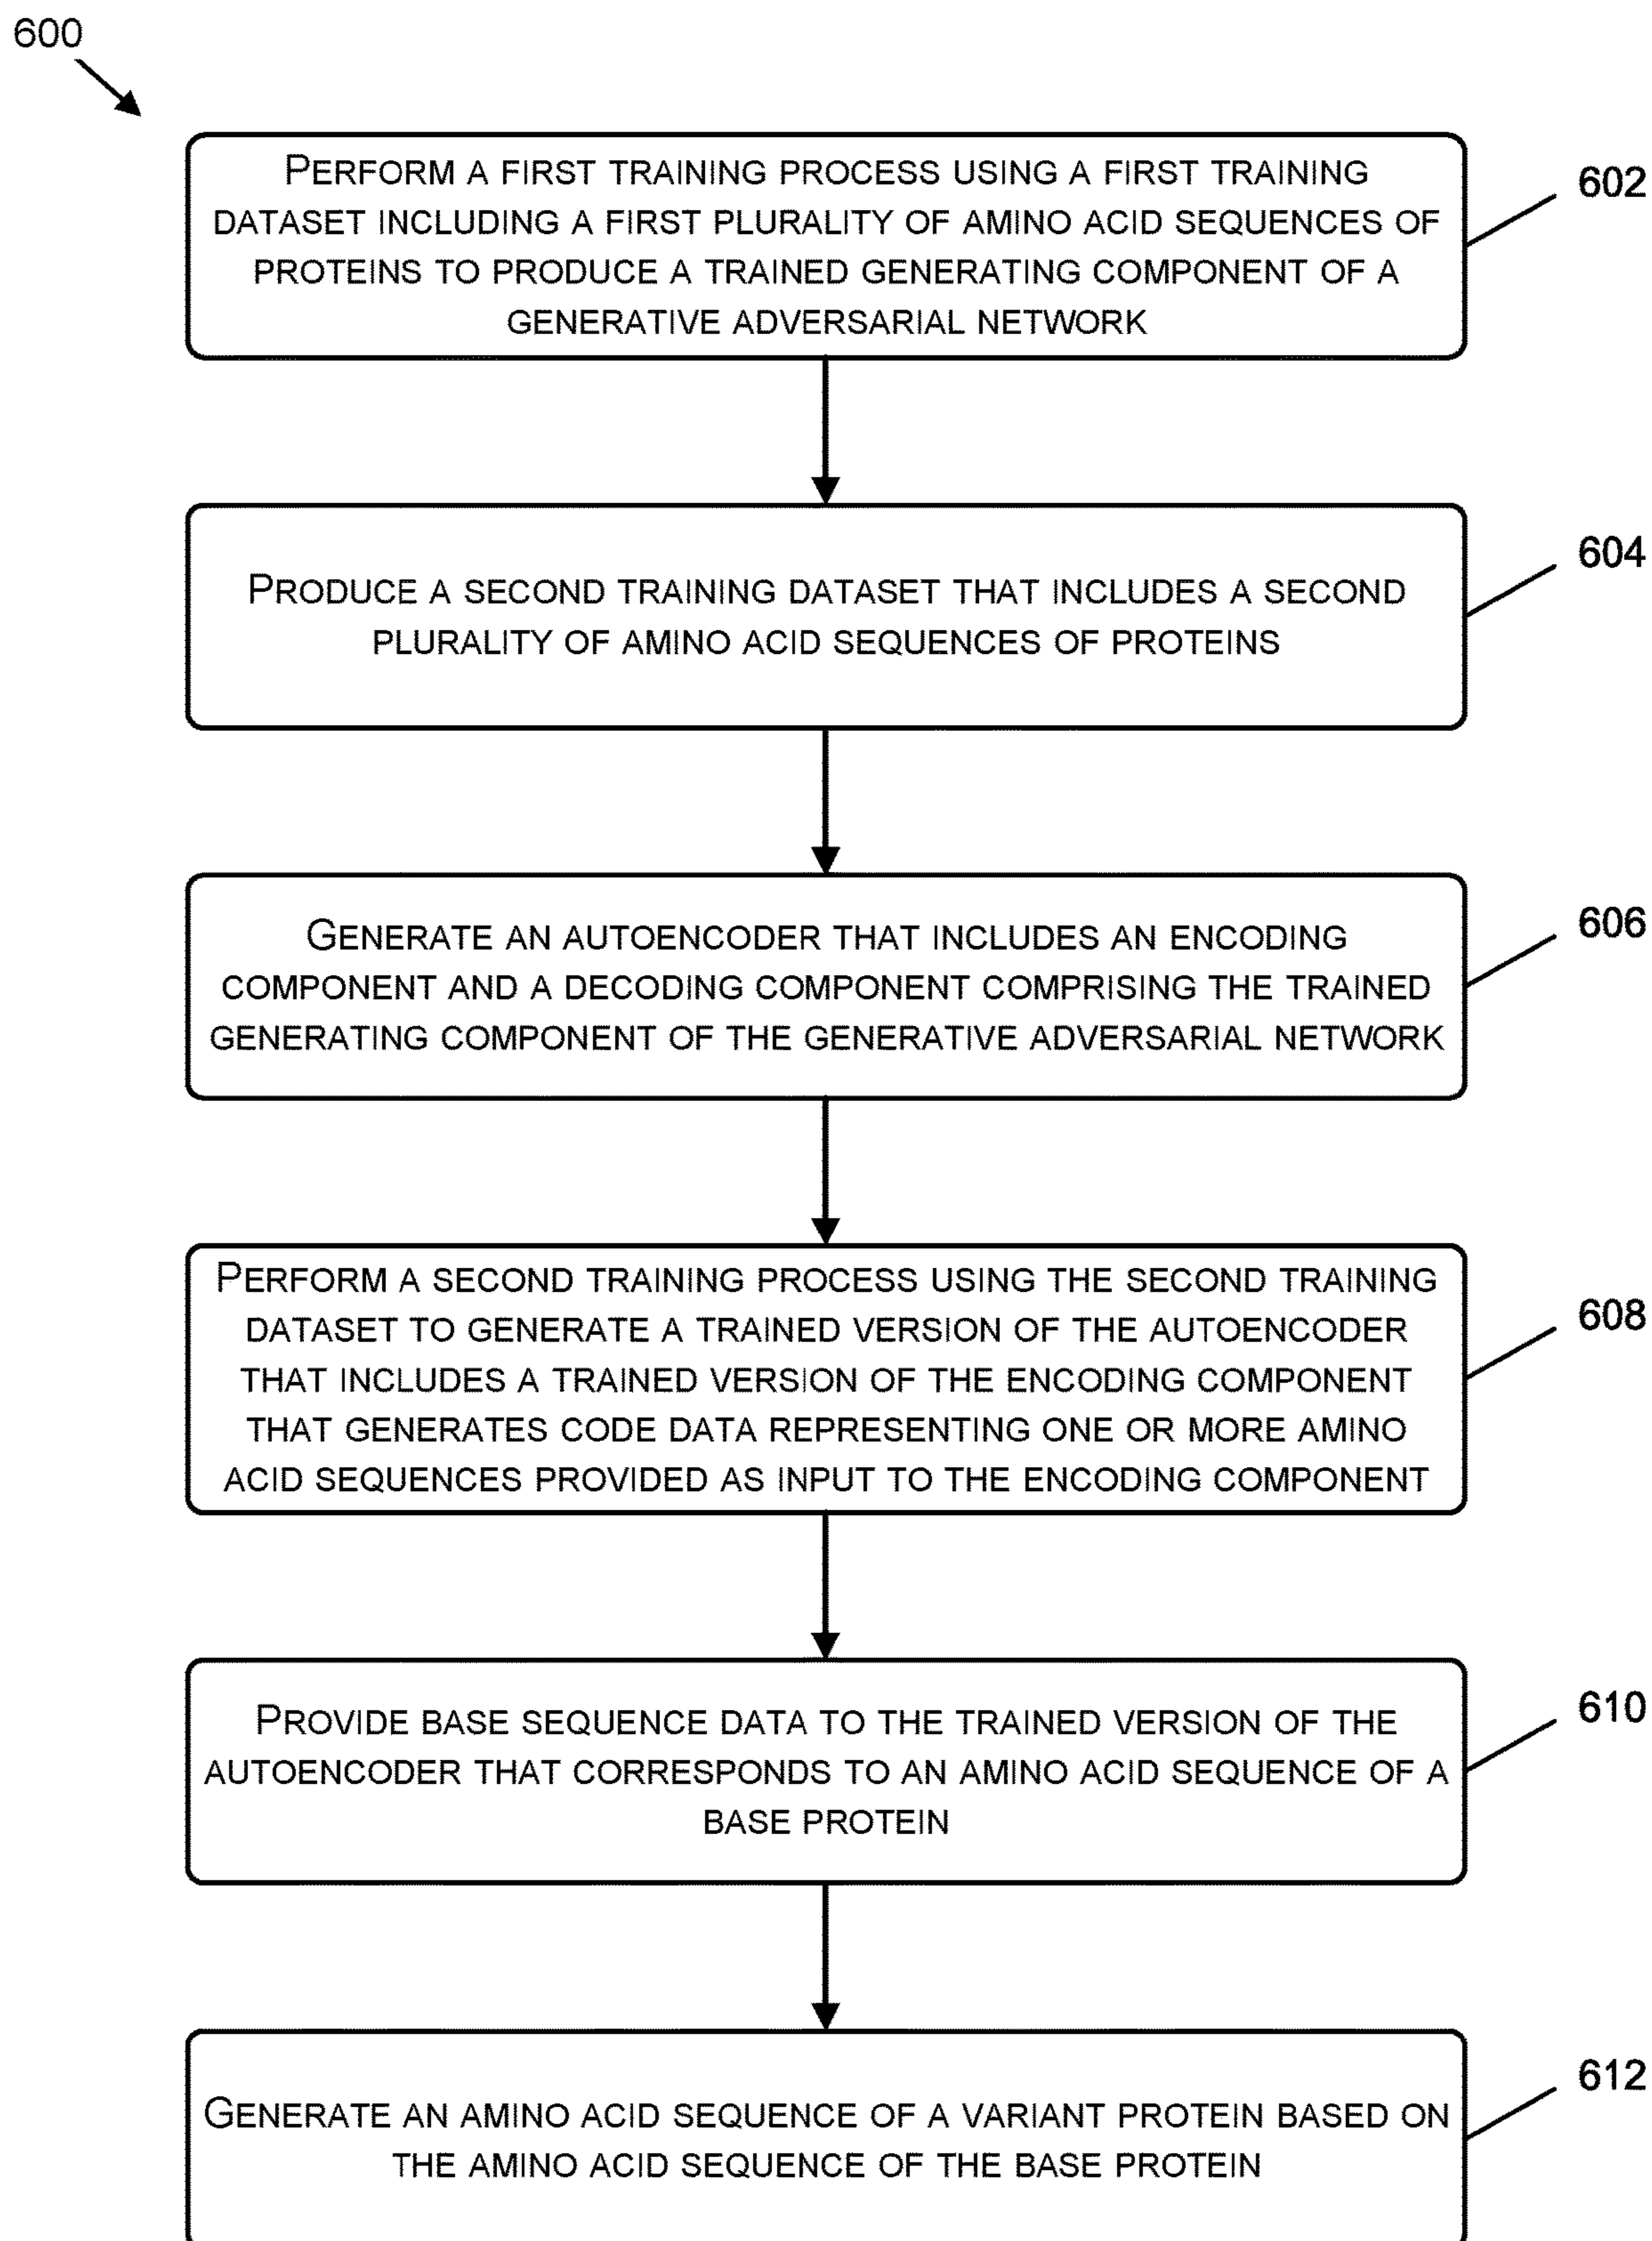 600
PERFORM A FIRST TRAINING PROCESS USING A FIRST TRAINING
DATASET INCLUDING A FIRST PLURALITY OF AMINO ACID SEQUENCES OF
PROTEINS TO PRODUCE A TRAINED GENERATING COMPONENT OF A
GENERATIVE ADVERSARIAL NETWORK
602
PRODUCE A SECOND TRAINING DATASET THAT INCLUDES A SECOND
PLURALITY OF AMINO ACID SEQUENCES OF PROTEINS
604
GENERATE AN AUTOENCODER THAT INCLUDES AN ENCODING
COMPONENT AND A DECODING COMPONENT COMPRISING THE TRAINED
GENERATING COMPONENT OF THE GENERATIVE ADVERSARIAL NETWORK
606
PERFORM A SECOND TRAINING PROCESS USING THE SECOND TRAINING
DATASET TO GENERATE A TRAINED VERSION OF THE AUTOENCODER
THAT INCLUDES A TRAINED VERSION OF THE ENCODING COMPONENT
THAT GENERATES CODE DATA REPRESENTING ONE OR MORE AMINO
ACID SEQUENCES PROVIDED AS INPUT TO THE ENCODING COMPONENT
608
PROVIDE BASE SEQUENCE DATA TO THE TRAINED VERSION OF THE
AUTOENCODER THAT CORRESPONDS TO AN AMINO ACID SEQUENCE OF A
BASE PROTEIN
610
GENERATE AN AMINO ACID SEQUENCE OF A VARIANT PROTEIN BASED ON
THE AMINO ACID SEQUENCE OF THE BASE PROTEIN
612